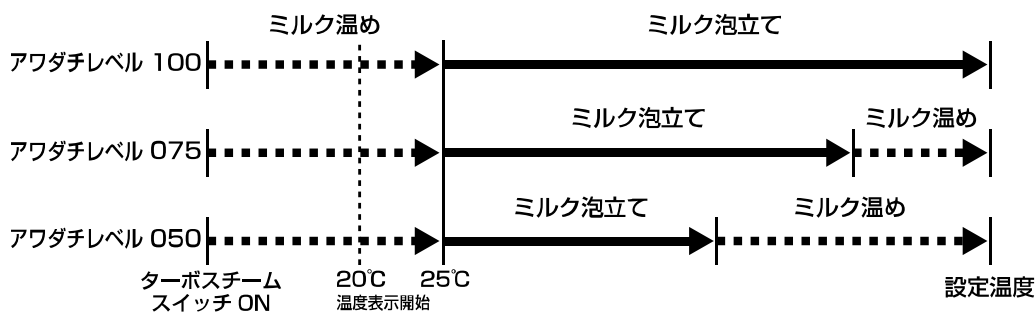 ミルク温め ミルク泡立て
アワダチレベル 100
ミルク泡立て ミルク温め
アワダチレベル 075
ミルク泡立て ミルク温め
アワダチレベル 050
ターボスチーム
スイッチ ON
20℃
温度表示開始
25℃
設定温度